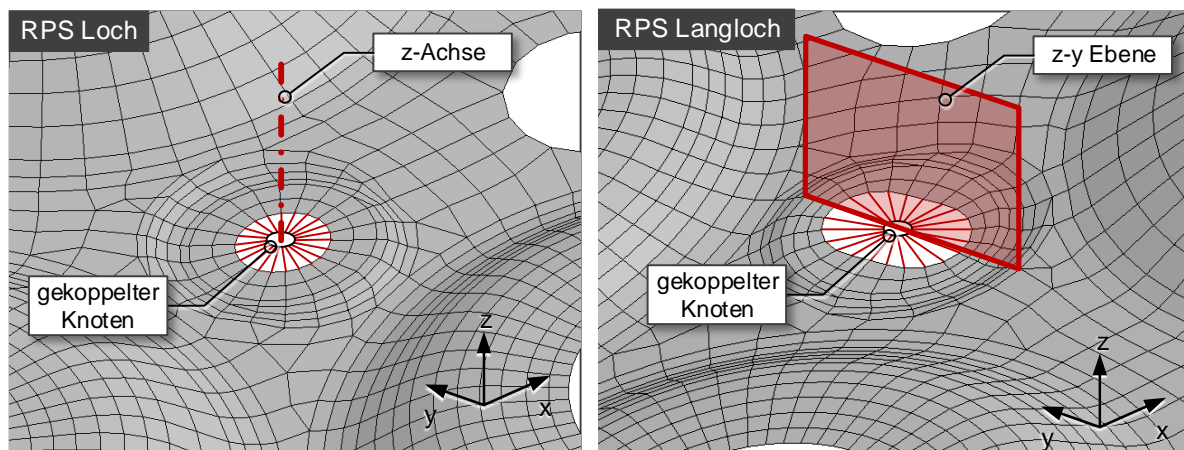 RPS Loch
z-Achse
gekoppelter
Knoten
z
y
x
RPS Langloch
z-y Ebene
gekoppelter
Knoten
z
y
x